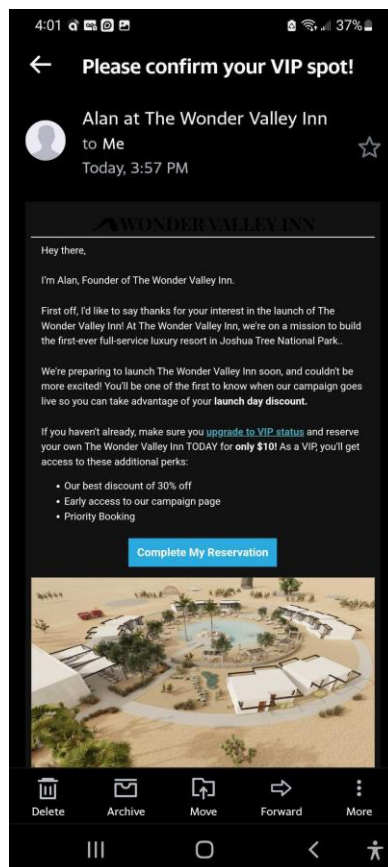 4:01 37%
Please confirm your VIP spot!
Alan at The Wonder Valley Inn
to Me
Today, 3:57 PM
WONDER VALLEY INN
Hey there,
I'm Alan, Founder of The Wonder Valley Inn.
First off, I'd like to say thanks for your interest in the launch of The
Wonder Valley Inn! At The Wonder Valley Inn, we're on a mission to build
the first-ever full-service luxury resort in Joshua Tree National Park..
We're preparing to launch The Wonder Valley Inn soon, and couldn't be
more excited! You'll be one of the first to know when our campaign goes
live so you can take advantage of your launch day discount.
If you haven't already, make sure you upgrade to VIP status and reserve
your own The Wonder Valley Inn TODAY for only $10! As a VIP, you'll get
access to these additional perks:
• Our best discount of 30% off
• Early access to our campaign page
• Priority Booking
Complete My Reservation
Delete Archive Move Forward More